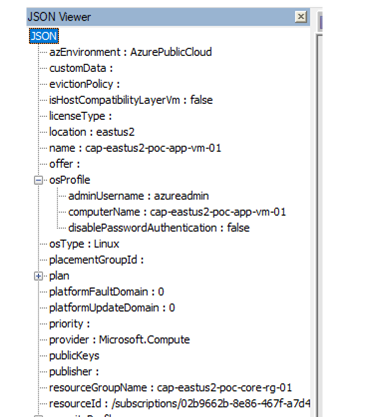 JSON Viewer
JSON
azEnvironment : AzurePublicCloud
customData :
evictionPolicy :
isHostCompatibilityLayerVm : false
licenseType :
location : eastus2
name : cap-eastus2-poc-app-vm-01
offer :
osProfile
adminUsername : azureadmin
computerName : cap-eastus2-poc-app-vm-01
disablePasswordAuthentication : false
osType : Linux
placementGroupId :
plan
platformFaultDomain : 0
platformUpdateDomain : 0
priority :
provider : Microsoft.Compute
publicKeys
publisher :
resourceGroupName : cap-eastus2-poc-core-rg-01
resourceId : /subscriptions/02b9662b-8e86-467f-a7d4